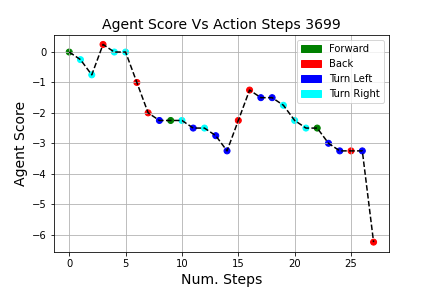 Agent Score Vs Action Steps 3699
Forward
Back
Turn Left
Turn Right
Agent Score
0
−1
−2
−3
−4
−5
−6
0 5 10 15 20 25
Num. Steps